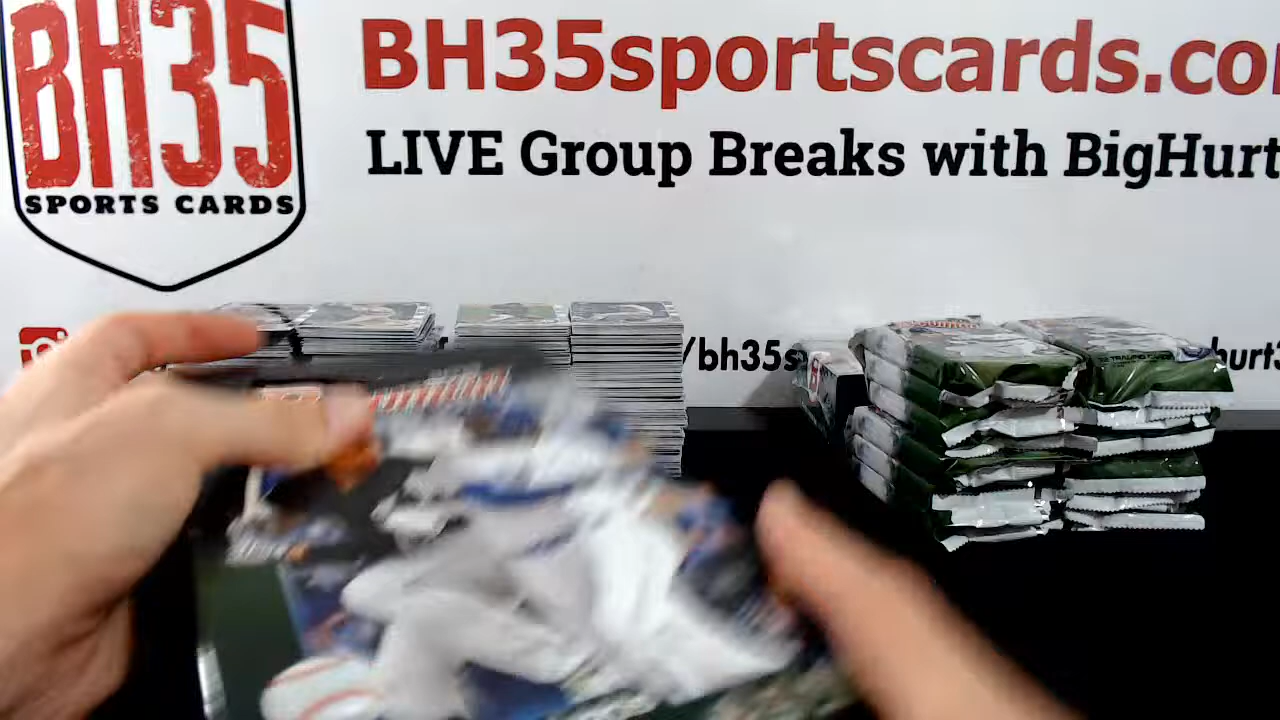 BH35
SPORTS CARDS
BH35sportscards.co
LIVE Group Breaks with BigHurt
/bh35s
hurt3